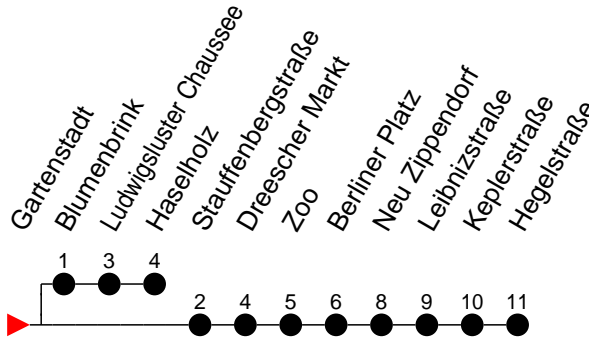 Gartenstadt
Blumenbrink
Ludwigsluster Chaussee
Haselholz
Stauffenbergstraße
Dreescher Markt
Zoo
Berliner Platz
Neu Zippendorf
Leibnizstraße
Keplerstraße
Hegelstraße
1 3 4
2 4 5 6 8 9 10 11